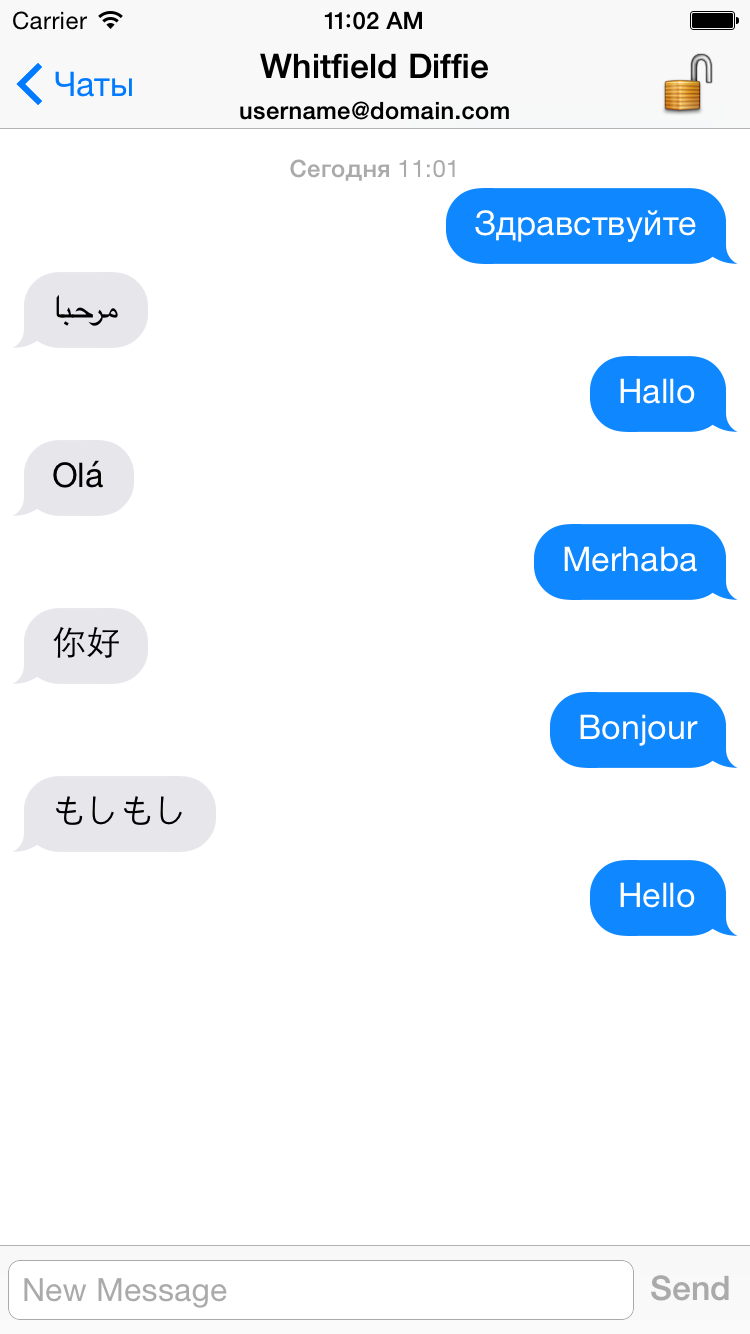 Carrier 11:02 AM
Whitfield Diffie
Чаты
username@domain.com
Сегодня 11:01
Здравствуйте
مرحبا
Hallo
Olá
Merhaba
你好
Bonjour
もしもし
Hello
New Message Send